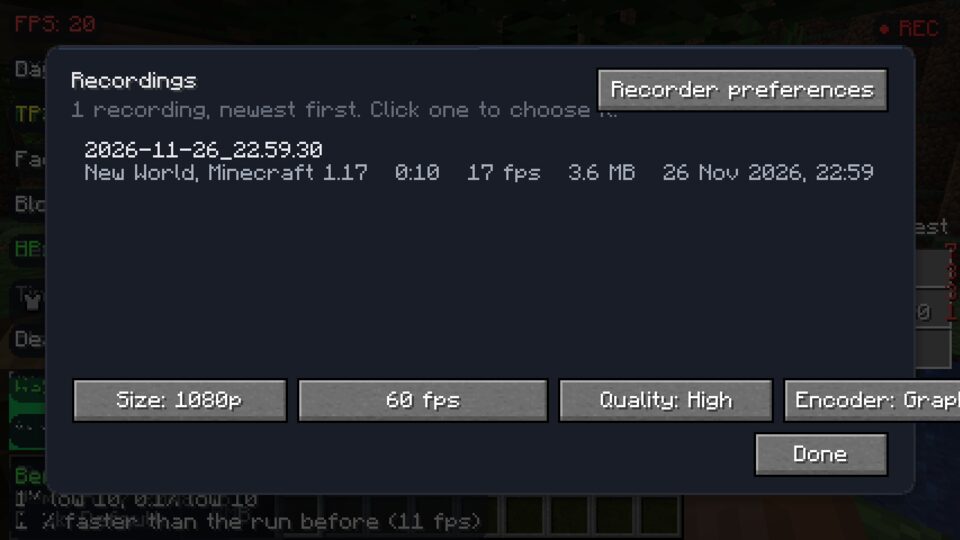 FPS: 20
REC
Recordings
Recorder preferences
1 recording, newest first. Click one to choose it.
2026-11-26_22.59.30
New World, Minecraft 1.17 0:10 17 fps 3.6 MB 26 Nov 2026, 22:59
Size: 1080p
60 fps
Quality: High
Encoder: Grap
Done
faster than the run before (11 fps)